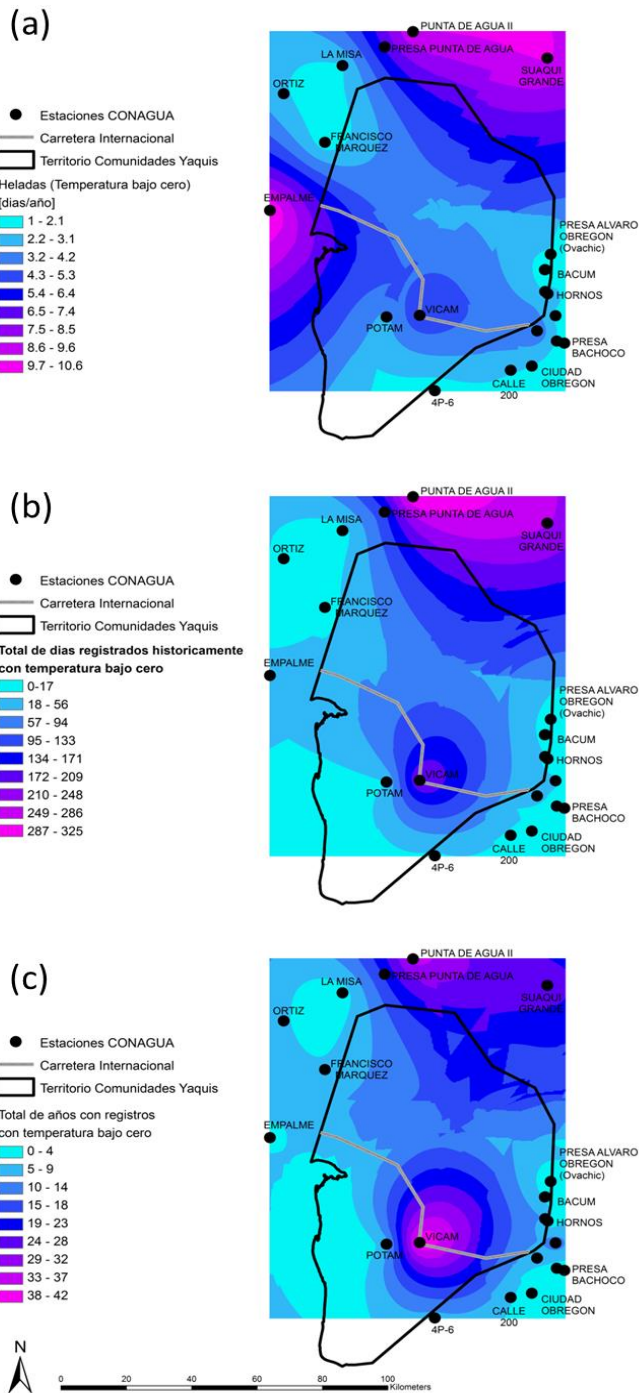 (a)
PUNTA DE AGUA II
LA MISA
PRESA PUNTA DE AGUA
SUAQUI
GRANDE
ORTIZ
Estaciones CONAGUA
FRANCISCO
MARQUEZ
Carretera Internacional
Territorio Comunidades Yaquis
Heladas (Temperatura bajo cero)
[dias/año]
EMPALME
1 - 2.1
2.2 - 3.1
3.2 - 4.2
4.3 - 5.3
5.4 - 6.4
6.5 - 7.4
7.5 - 8.5
8.6 - 9.6
9.7 - 10.6
PRESA ALVARO
OBREGON
(Ovachic)
BACUM
HORNOS
VICAM
POTAM
PRESA
BACHOCO
CALLE
200
CIUDAD
OBREGON
4P-6
(b)
PUNTA DE AGUA II
LA MISA
PRESA PUNTA DE AGUA
SUAQUI
GRANDE
ORTIZ
Estaciones CONAGUA
Carretera Internacional
FRANCISCO
MARQUEZ
Territorio Comunidades Yaquis
Total de dias registrados historicamente
con temperatura bajo cero
EMPALME
0-17
18 - 56
57 - 94
95 - 133
134 - 171
172 - 209
210 - 248
249 - 286
287 - 325
PRESA ALVARO
OBREGON
(Ovachic)
BACUM
HORNOS
VICAM
POTAM
PRESA
BACHOCO
CALLE
200
CIUDAD
OBREGON
4P-6
(c)
PUNTA DE AGUA II
LA MISA
PRESA PUNTA DE AGUA
SUAQUI
GRANDE
ORTIZ
Estaciones CONAGUA
Carretera Internacional
FRANCISCO
MARQUEZ
Territorio Comunidades Yaquis
Total de años con registros
con temperatura bajo cero
EMPALME
0 - 4
5 - 9
10 - 14
15 - 18
19 - 23
24 - 28
29 - 32
33 - 37
38 - 42
PRESA ALVARO
OBREGON
(Ovachic)
BACUM
HORNOS
VICAM
POTAM
PRESA
BACHOCO
CALLE
200
CIUDAD
OBREGON
4P-6
N
0 20 40 60 80 100
Kilometers